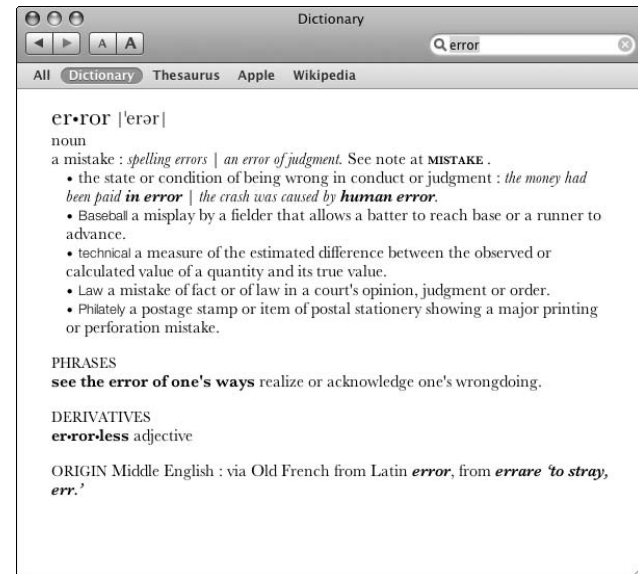 Dictionary
A A
error
All Dictionary Thesaurus Apple Wikipedia
er•ror |ˈerər|
noun
a mistake : spelling errors | an error of judgment. See note at MISTAKE .
• the state or condition of being wrong in conduct or judgment : the money had
been paid in error | the crash was caused by human error.
• Baseball a misplay by a fielder that allows a batter to reach base or a runner to
advance.
• technical a measure of the estimated difference between the observed or
calculated value of a quantity and its true value.
• Law a mistake of fact or of law in a court's opinion, judgment or order.
• Philately a postage stamp or item of postal stationery showing a major printing
or perforation mistake.
PHRASES
see the error of one's ways realize or acknowledge one's wrongdoing.
DERIVATIVES
er•ror•less adjective
ORIGIN Middle English : via Old French from Latin error, from errare ‘to stray,
err.’